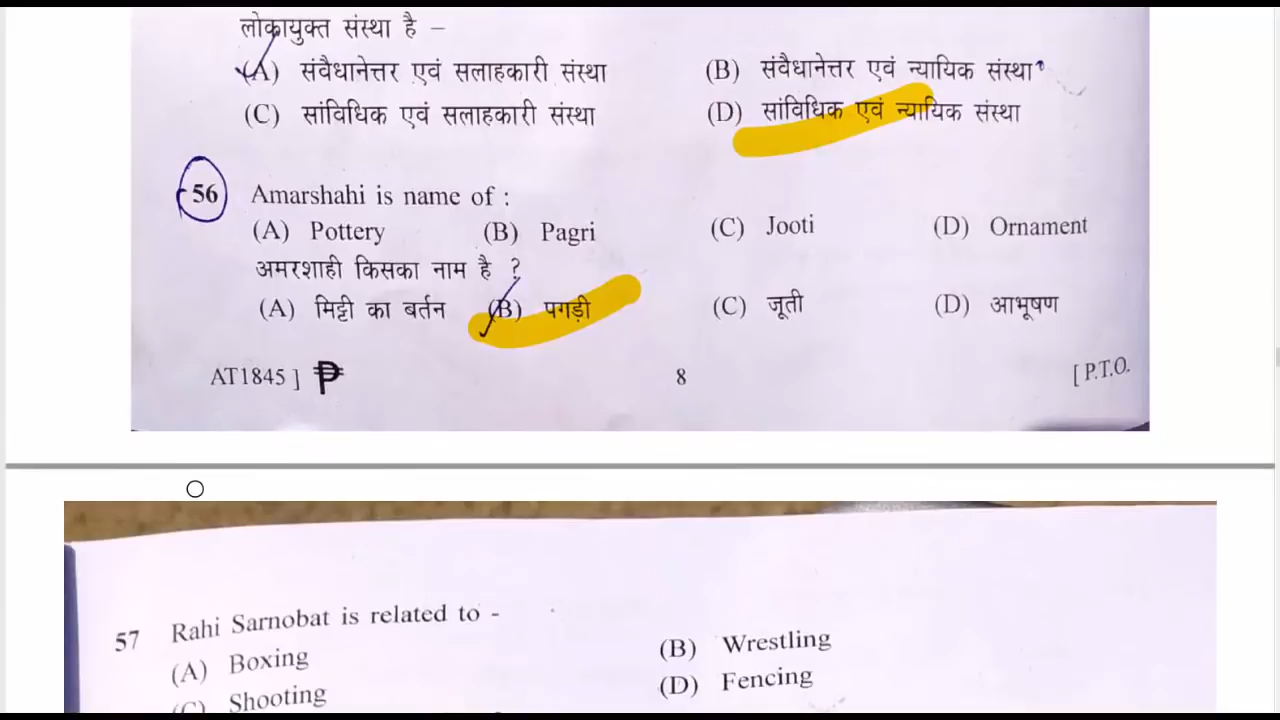 लोकायुक्त संस्था है –
(A) संवैधानेत्तर एवं सलाहकारी संस्था (B) संवैधानेत्तर एवं न्यायिक संस्था
(C) सांविधिक एवं सलाहकारी संस्था (D) सांविधिक एवं न्यायिक संस्था
56 Amarshahi is name of :
(A) Pottery (B) Pagri (C) Jooti (D) Ornament
अमरशाही किसका नाम है ?
(A) मिट्टी का बर्तन (B) पगड़ी (C) जूती (D) आभूषण
AT1845 ] 8 [ P.T.O.
57 Rahi Sarnobat is related to -
(A) Boxing (B) Wrestling
(C) Shooting (D) Fencing